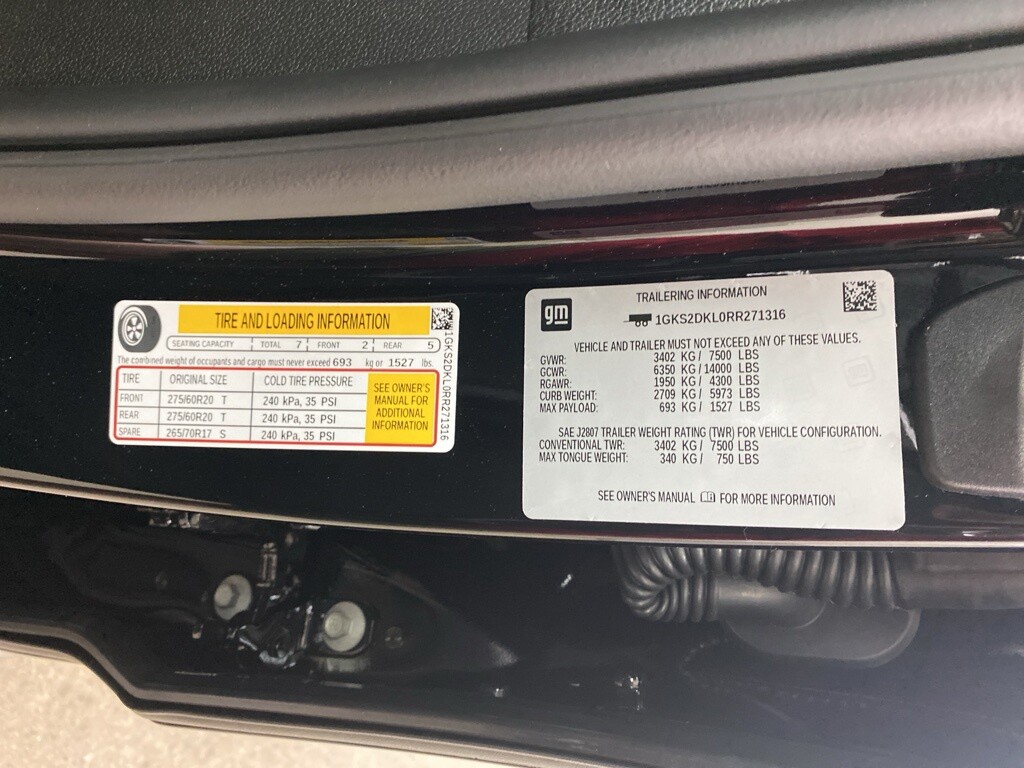 TIRE AND LOADING INFORMATION
SEATING CAPACITY TOTAL 7 FRONT 2 REAR 5
The combined weight of occupants and cargo must never exceed 693 kg or 1527 lbs.
TIRE ORIGINAL SIZE COLD TIRE PRESSURE
FRONT 275/60R20 T 240 kPa, 35 PSI
REAR 275/60R20 T 240 kPa, 35 PSI
SPARE 265/70R17 S 240 kPa, 35 PSI
SEE OWNER'S
MANUAL FOR
ADDITIONAL
INFORMATION
1GKS2DKL0RR271316
gm
TRAILERING INFORMATION
1GKS2DKL0RR271316
VEHICLE AND TRAILER MUST NOT EXCEED ANY OF THESE VALUES.
GVWR: 3402 KG / 7500 LBS
GCWR: 6350 KG / 14000 LBS
RGAWR: 1950 KG / 4300 LBS
CURB WEIGHT: 2709 KG / 5973 LBS
MAX PAYLOAD: 693 KG / 1527 LBS
SAE J2807 TRAILER WEIGHT RATING (TWR) FOR VEHICLE CONFIGURATION.
CONVENTIONAL TWR: 3402 KG / 7500 LBS
MAX TONGUE WEIGHT: 340 KG / 750 LBS
SEE OWNER'S MANUAL FOR MORE INFORMATION